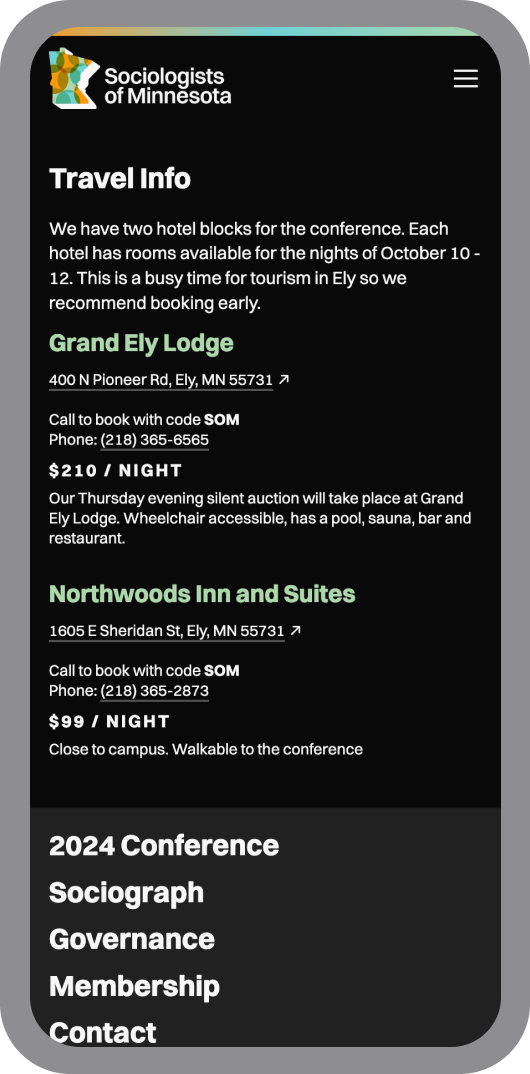 Sociologists
of Minnesota
Travel Info
We have two hotel blocks for the conference. Each
hotel has rooms available for the nights of October 10 -
12. This is a busy time for tourism in Ely so we
recommend booking early.
Grand Ely Lodge
400 N Pioneer Rd, Ely, MN 55731 ↗
Call to book with code SOM
Phone: (218) 365-6565
$210 / NIGHT
Our Thursday evening silent auction will take place at Grand
Ely Lodge. Wheelchair accessible, has a pool, sauna, bar and
restaurant.
Northwoods Inn and Suites
1605 E Sheridan St, Ely, MN 55731 ↗
Call to book with code SOM
Phone: (218) 365-2873
$99 / NIGHT
Close to campus. Walkable to the conference
2024 Conference
Sociograph
Governance
Membership
Contact